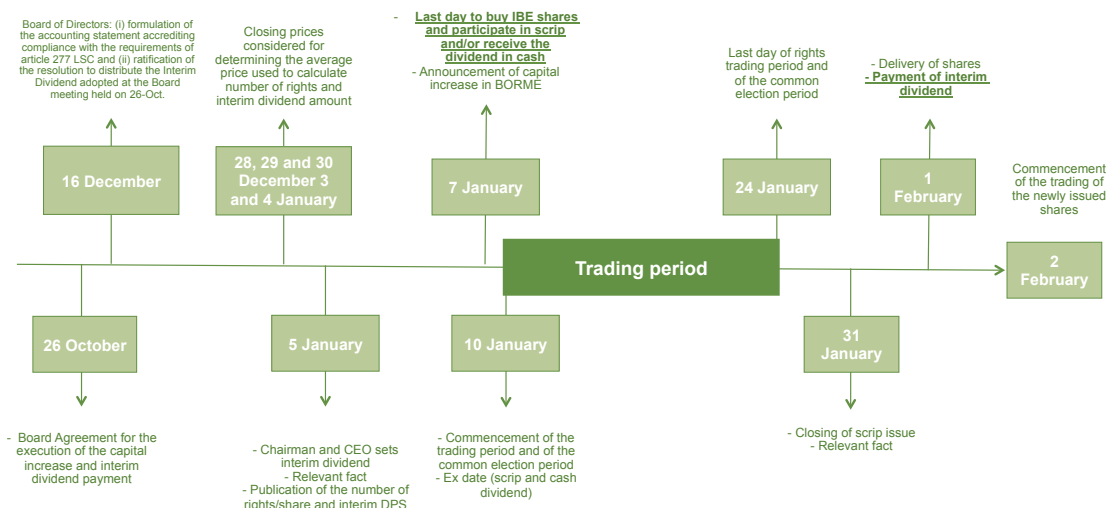 Board of Directors: (i) formulation of
the accounting statement accrediting
compliance with the requirements of
article 277 LSC and (ii) ratification of
the resolution to distribute the Interim
Dividend adopted at the Board
meeting held on 26-Oct.
Closing prices
considered for
determining the average
price used to calculate
number of rights and
interim dividend amount
- Last day to buy IBE shares
and participate in scrip
and/or receive the
dividend in cash
- Announcement of capital
increase in BORME
Last day of rights
trading period and
of the common
election period
- Delivery of shares
- Payment of interim
dividend
16 December
28, 29 and 30
December 3
and 4 January
7 January
24 January
1
February
Commencement
of the trading of
the newly issued
shares
Trading period
2
February
26 October
5 January
10 January
31
January
- Board Agreement for the
execution of the capital
increase and interim
dividend payment
- Chairman and CEO sets
interim dividend
- Relevant fact
- Publication of the number of
rights/share and interim DPS
- Commencement of the
trading period and of the
common election period
- Ex date (scrip and cash
dividend)
- Closing of scrip issue
- Relevant fact